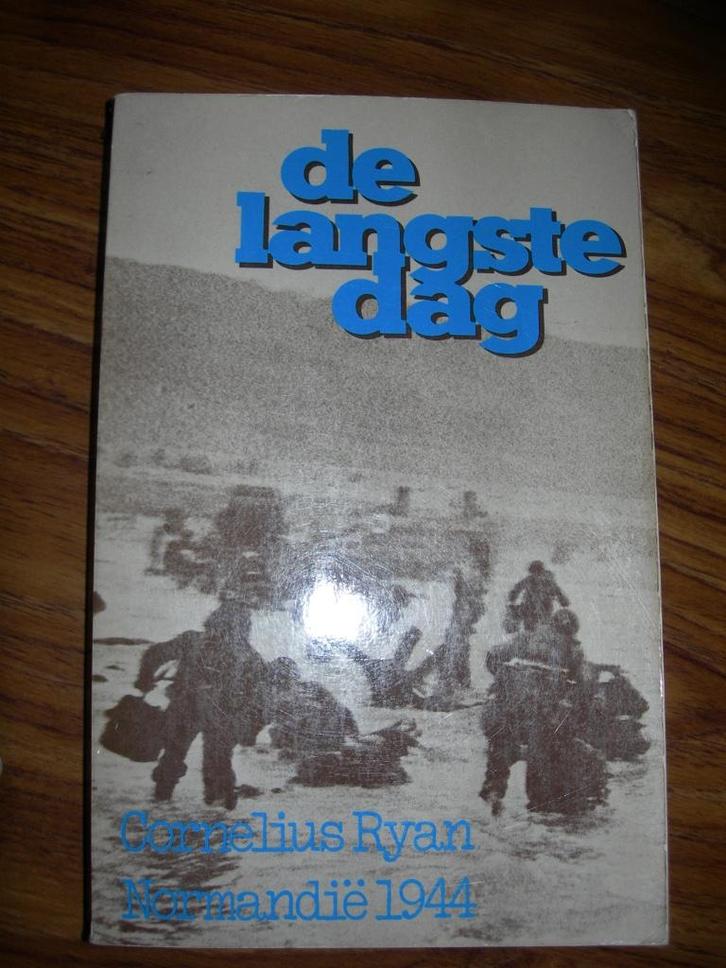 de
langste
dag
Cornelius Ryan
Normandië 1944